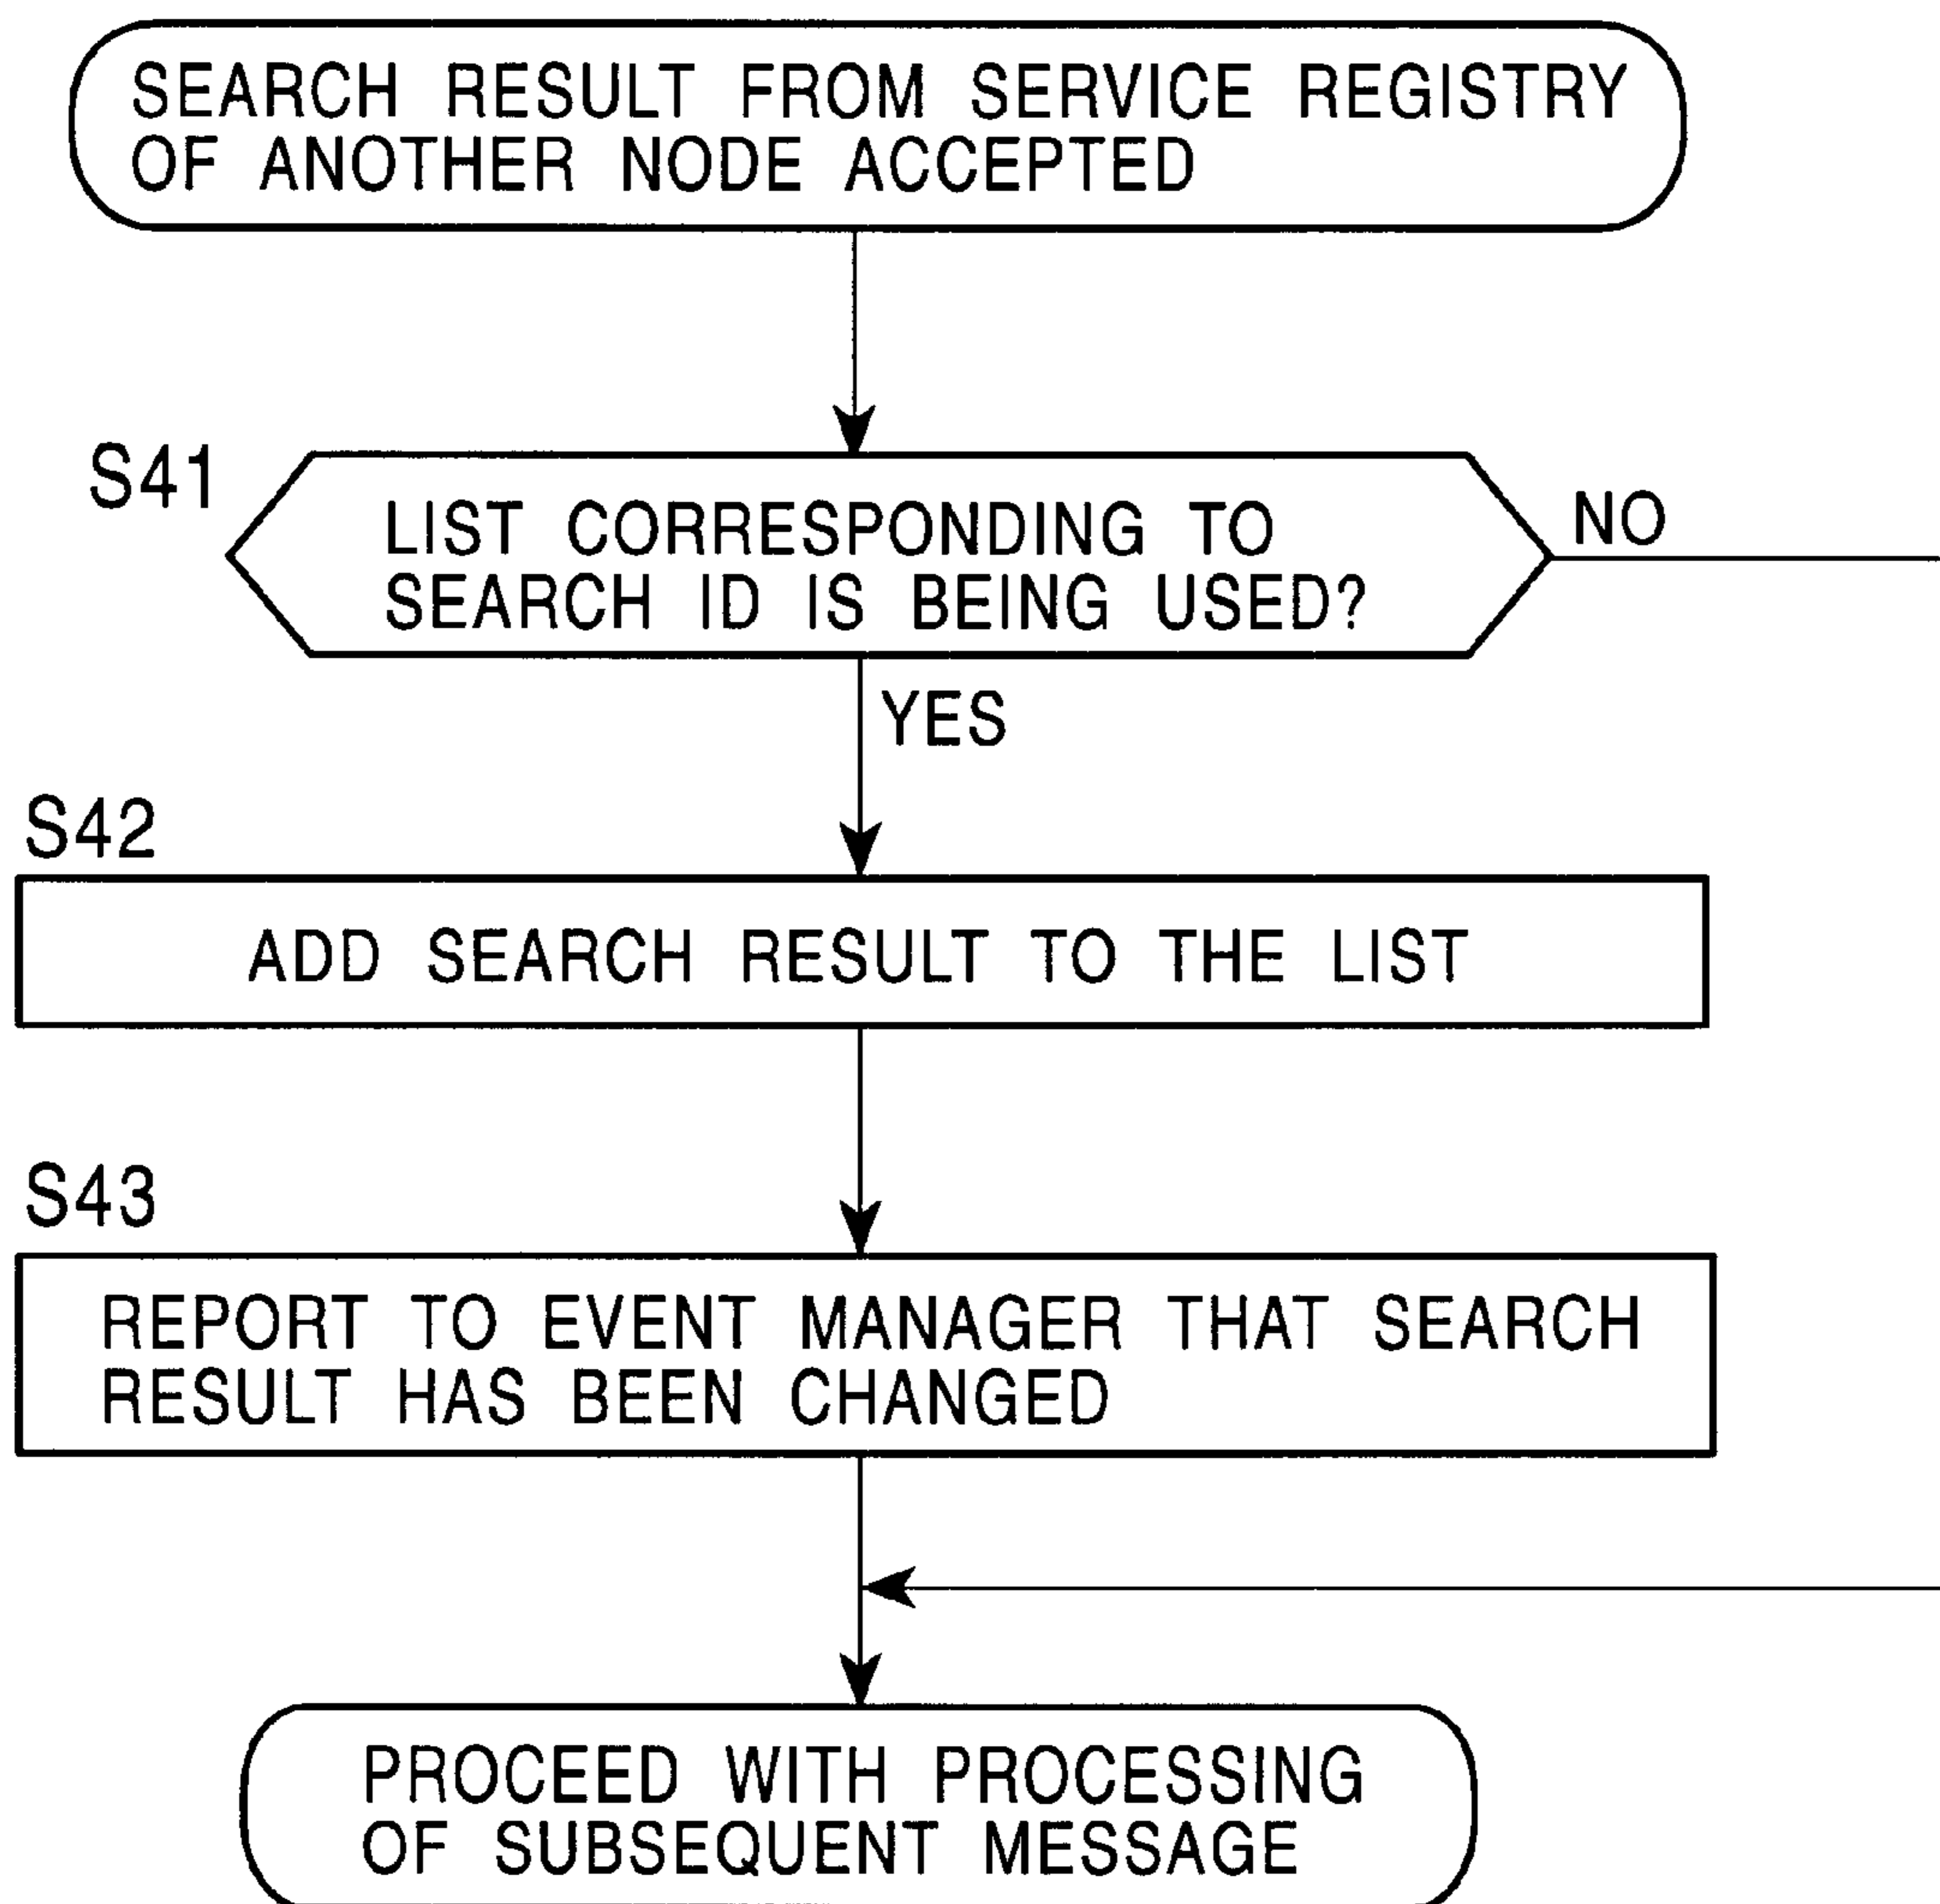 SEARCH RESULT FROM SERVICE REGISTRY
OF ANOTHER NODE ACCEPTED
S41
LIST CORRESPONDING TO
SEARCH ID IS BEING USED?
NO
YES
S42
ADD SEARCH RESULT TO THE LIST
S43
REPORT TO EVENT MANAGER THAT SEARCH
RESULT HAS BEEN CHANGED
PROCEED WITH PROCESSING
OF SUBSEQUENT MESSAGE